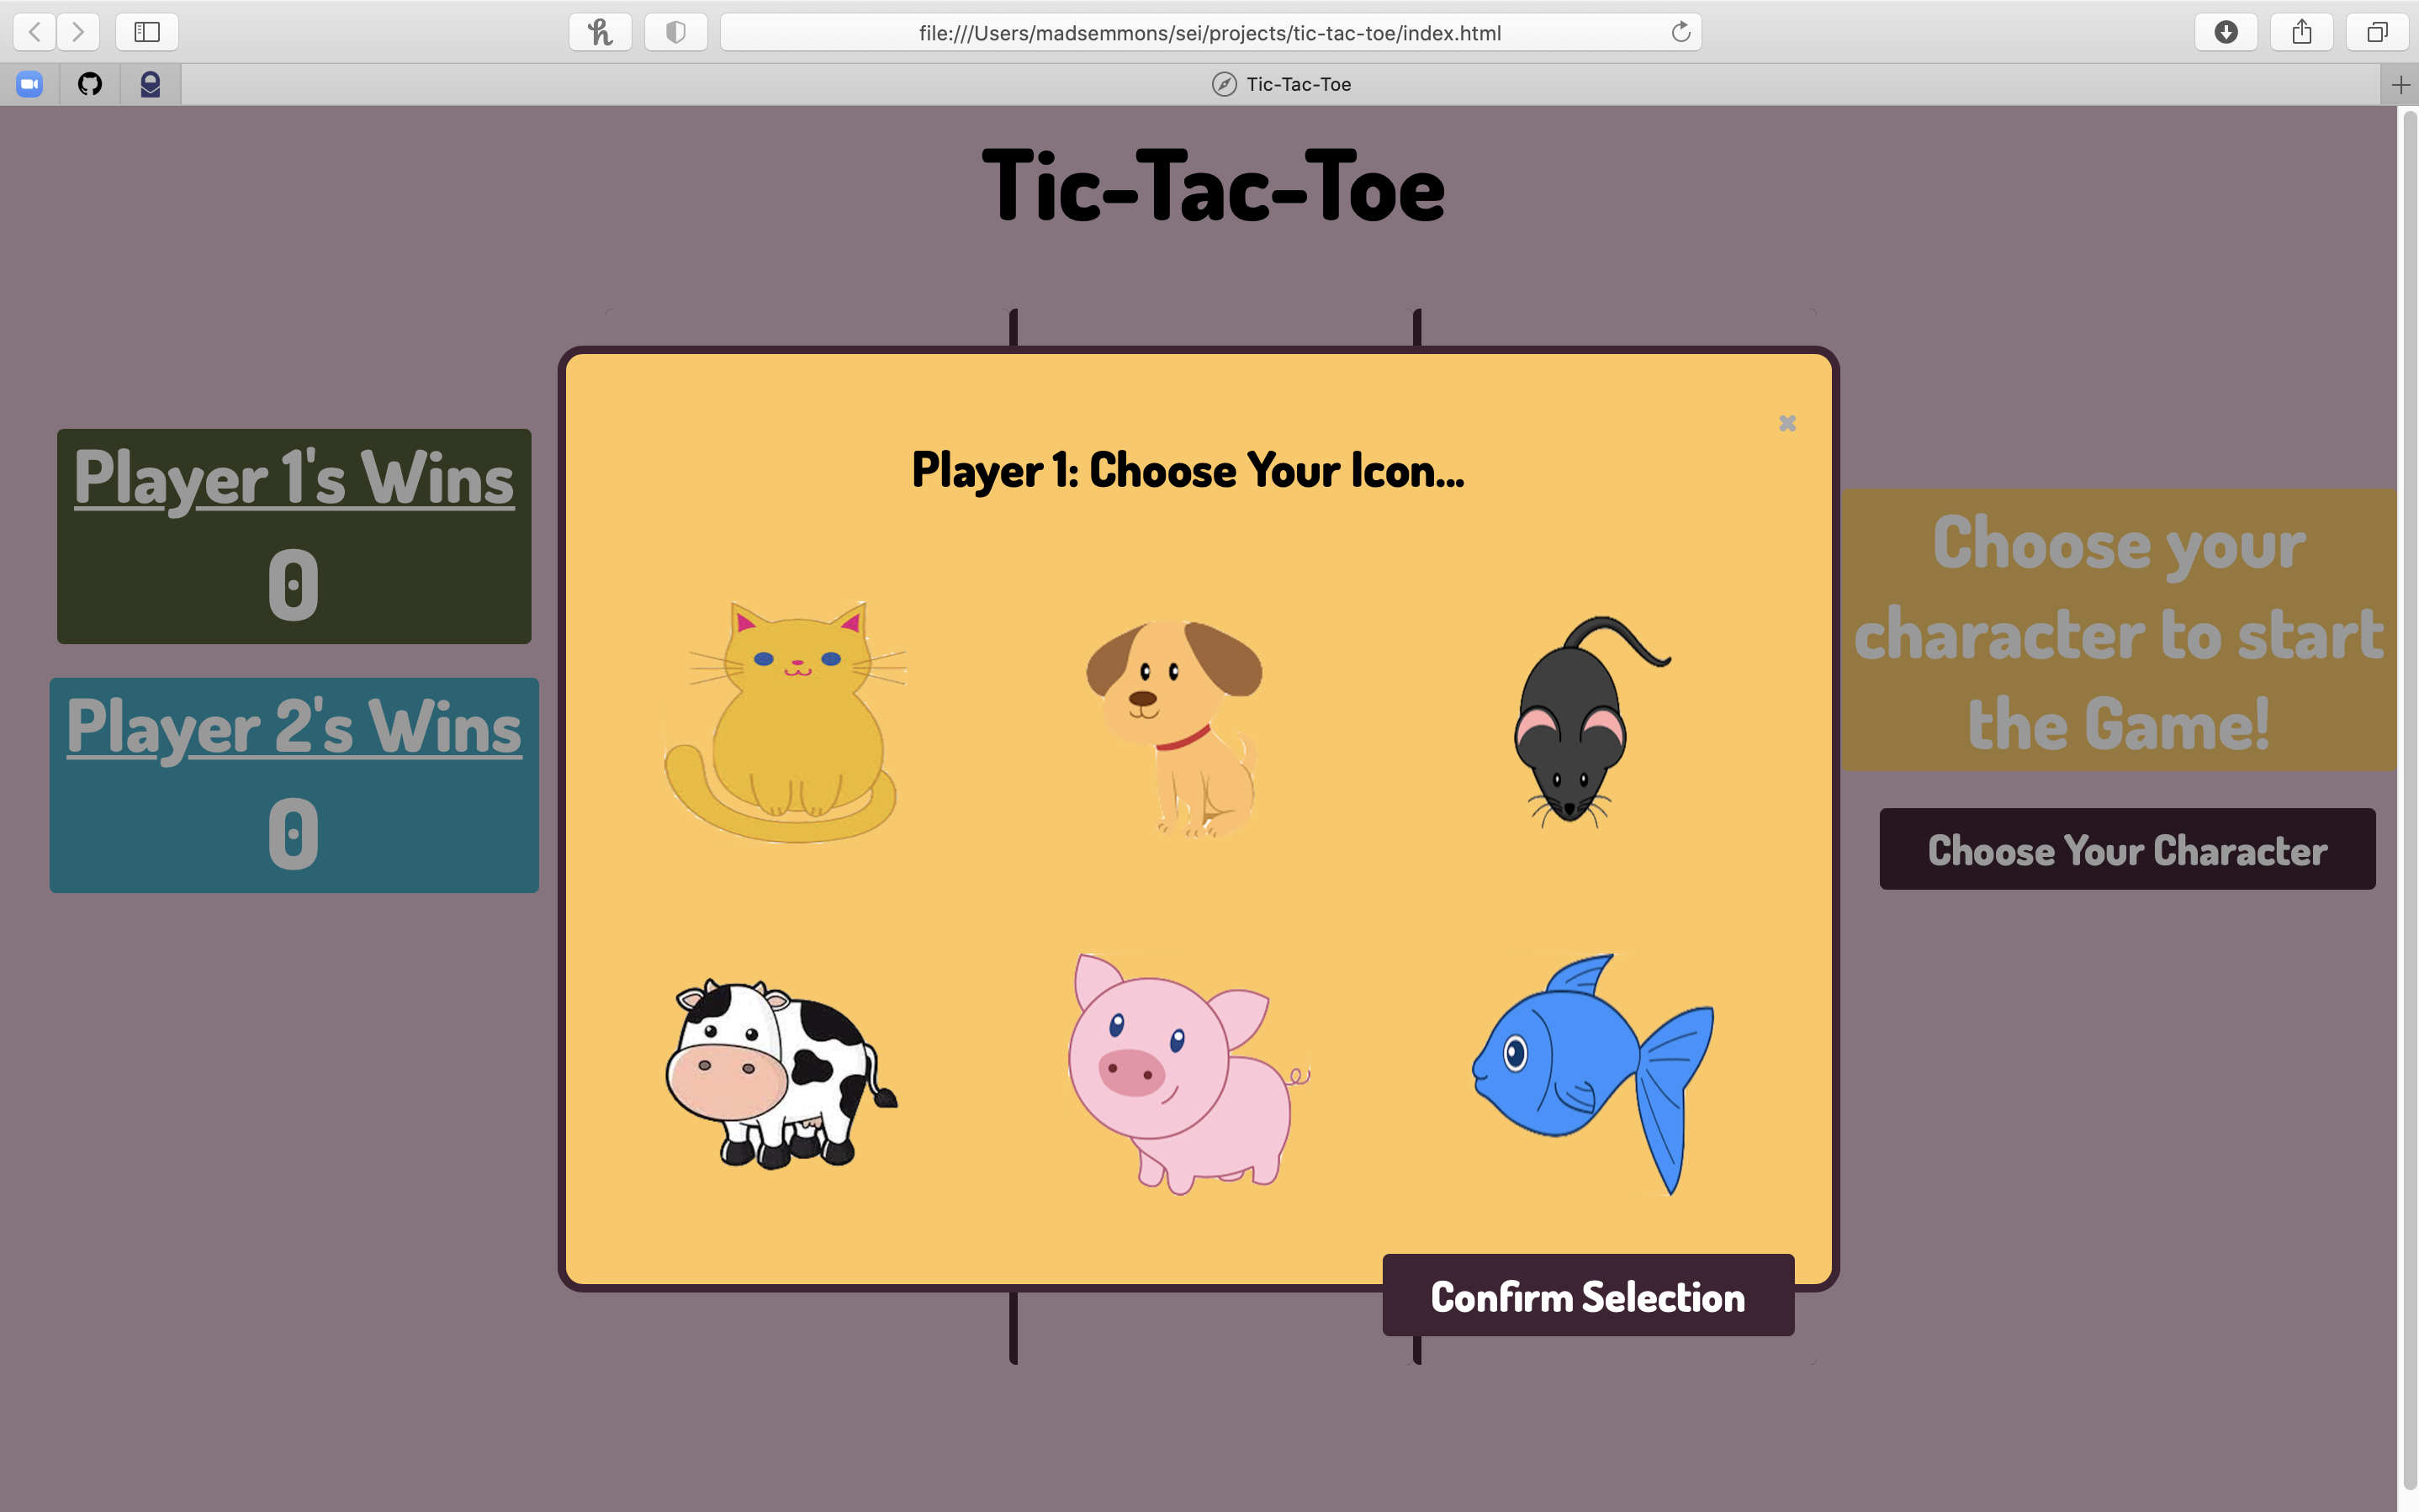 file:///Users/madsemmons/sei/projects/tic-tac-toe/index.html
Tic-Tac-Toe
Tic-Tac-Toe
Player 1's Wins
0
Player 2's Wins
0
Player 1: Choose Your Icon...
Confirm Selection
Choose your
character to start
the Game!
Choose Your Character